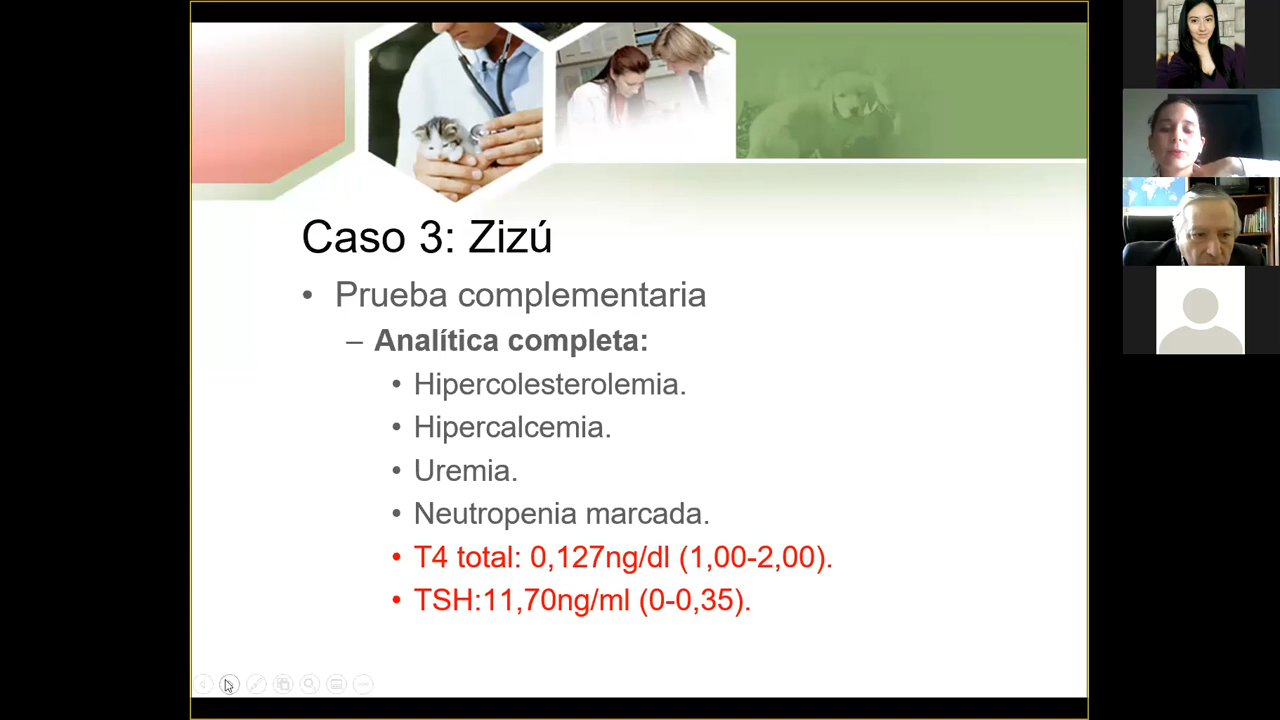 Caso 3: Zizú
• Prueba complementaria
– Analítica completa:
• Hipercolesterolemia.
• Hipercalcemia.
• Uremia.
• Neutropenia marcada.
• T4 total: 0,127ng/dl (1,00-2,00).
• TSH:11,70ng/ml (0-0,35).